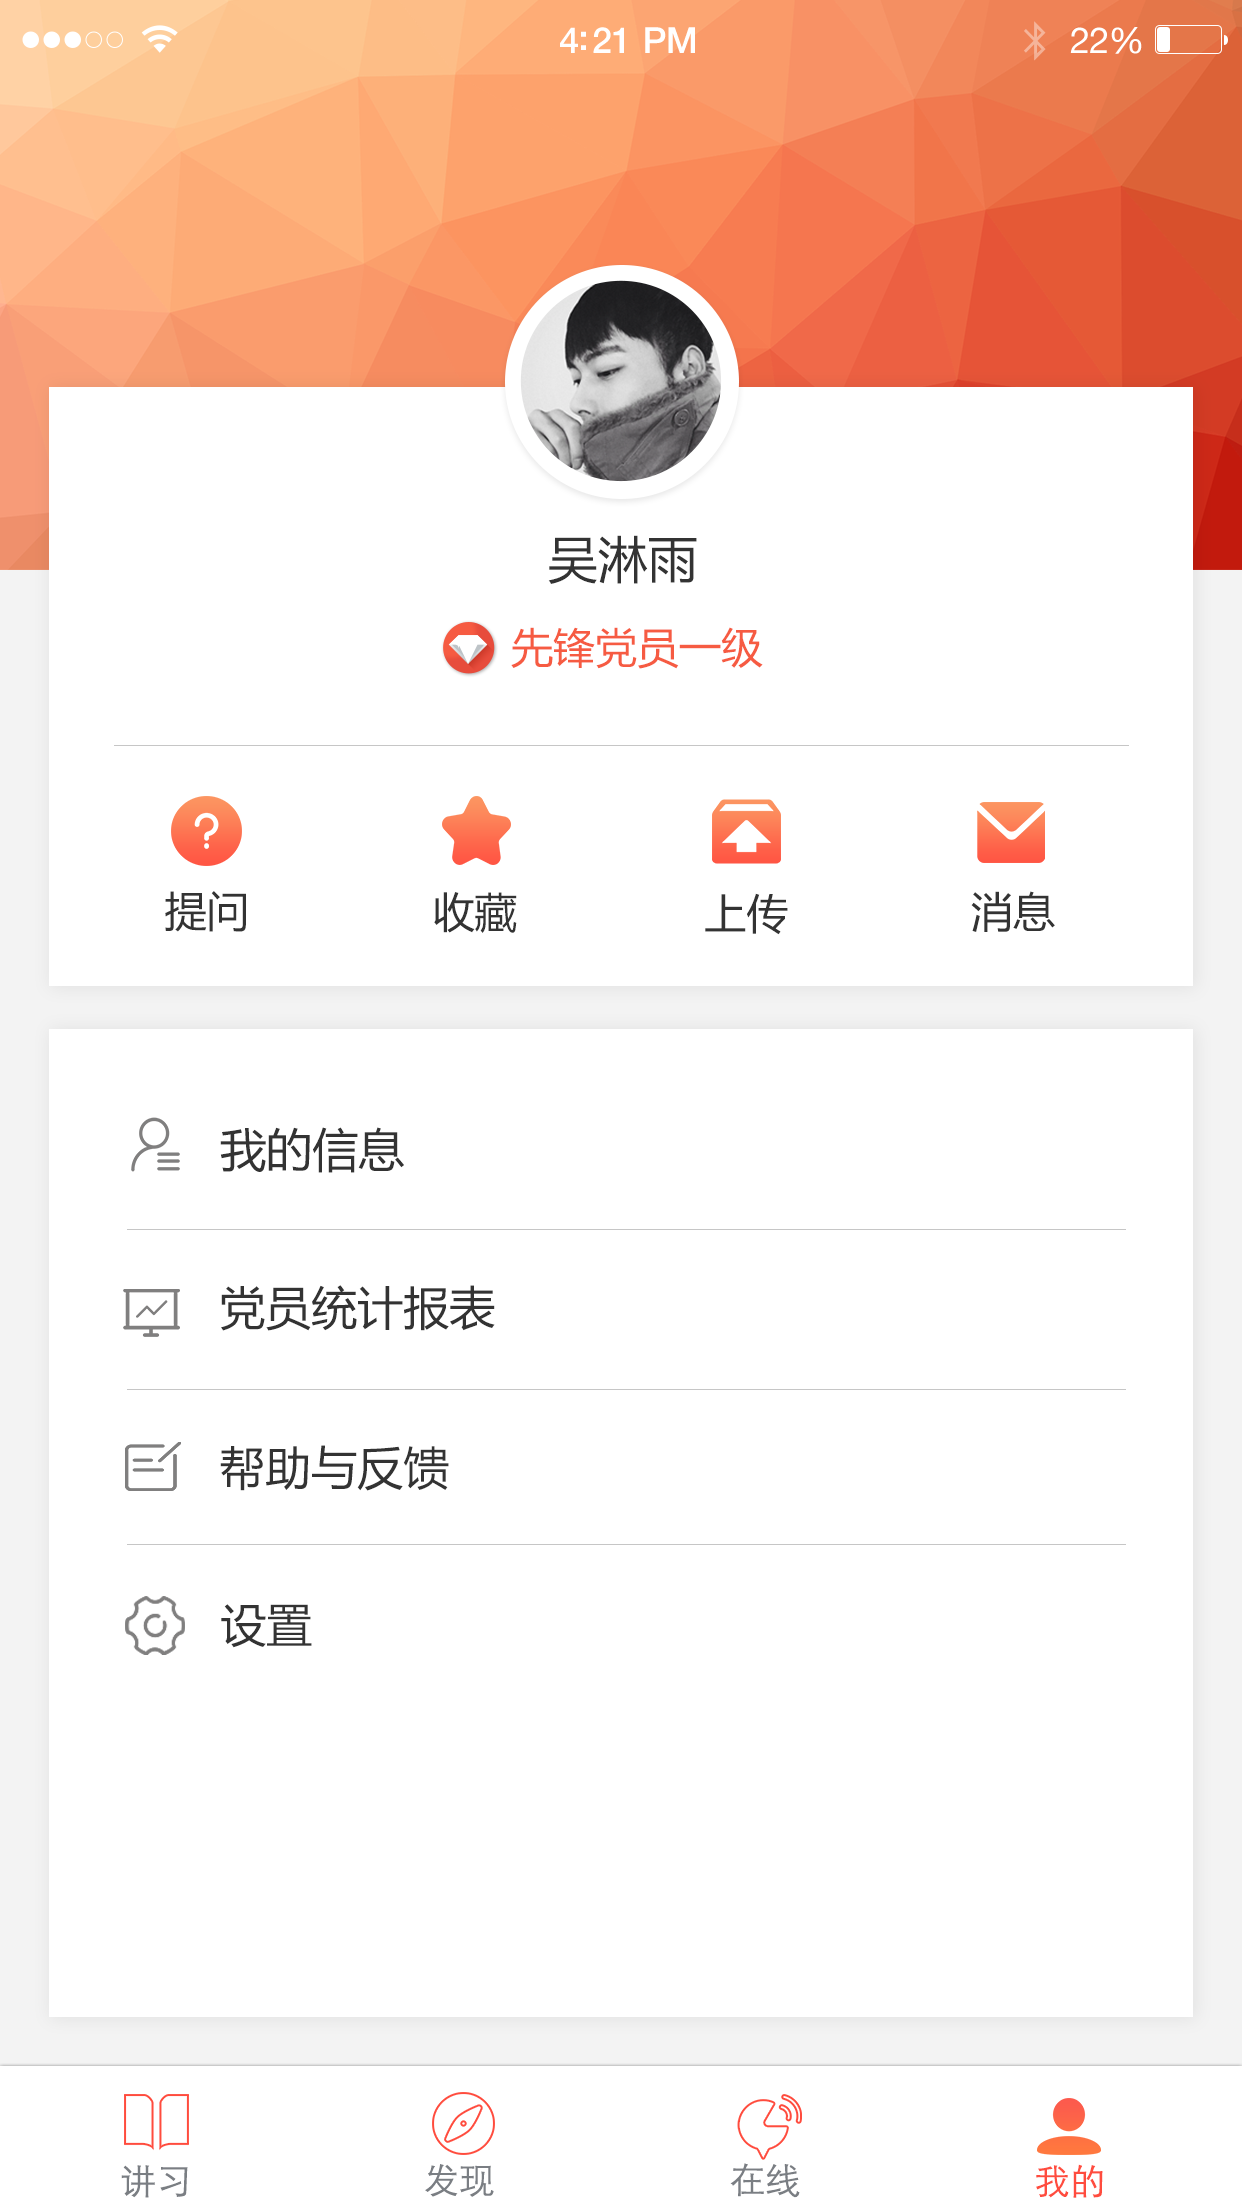 4:21 PM 22%
吴淋雨
先锋党员一级
提问 收藏 上传 消息
我的信息
党员统计报表
帮助与反馈
设置
讲习 发现 在线 我的